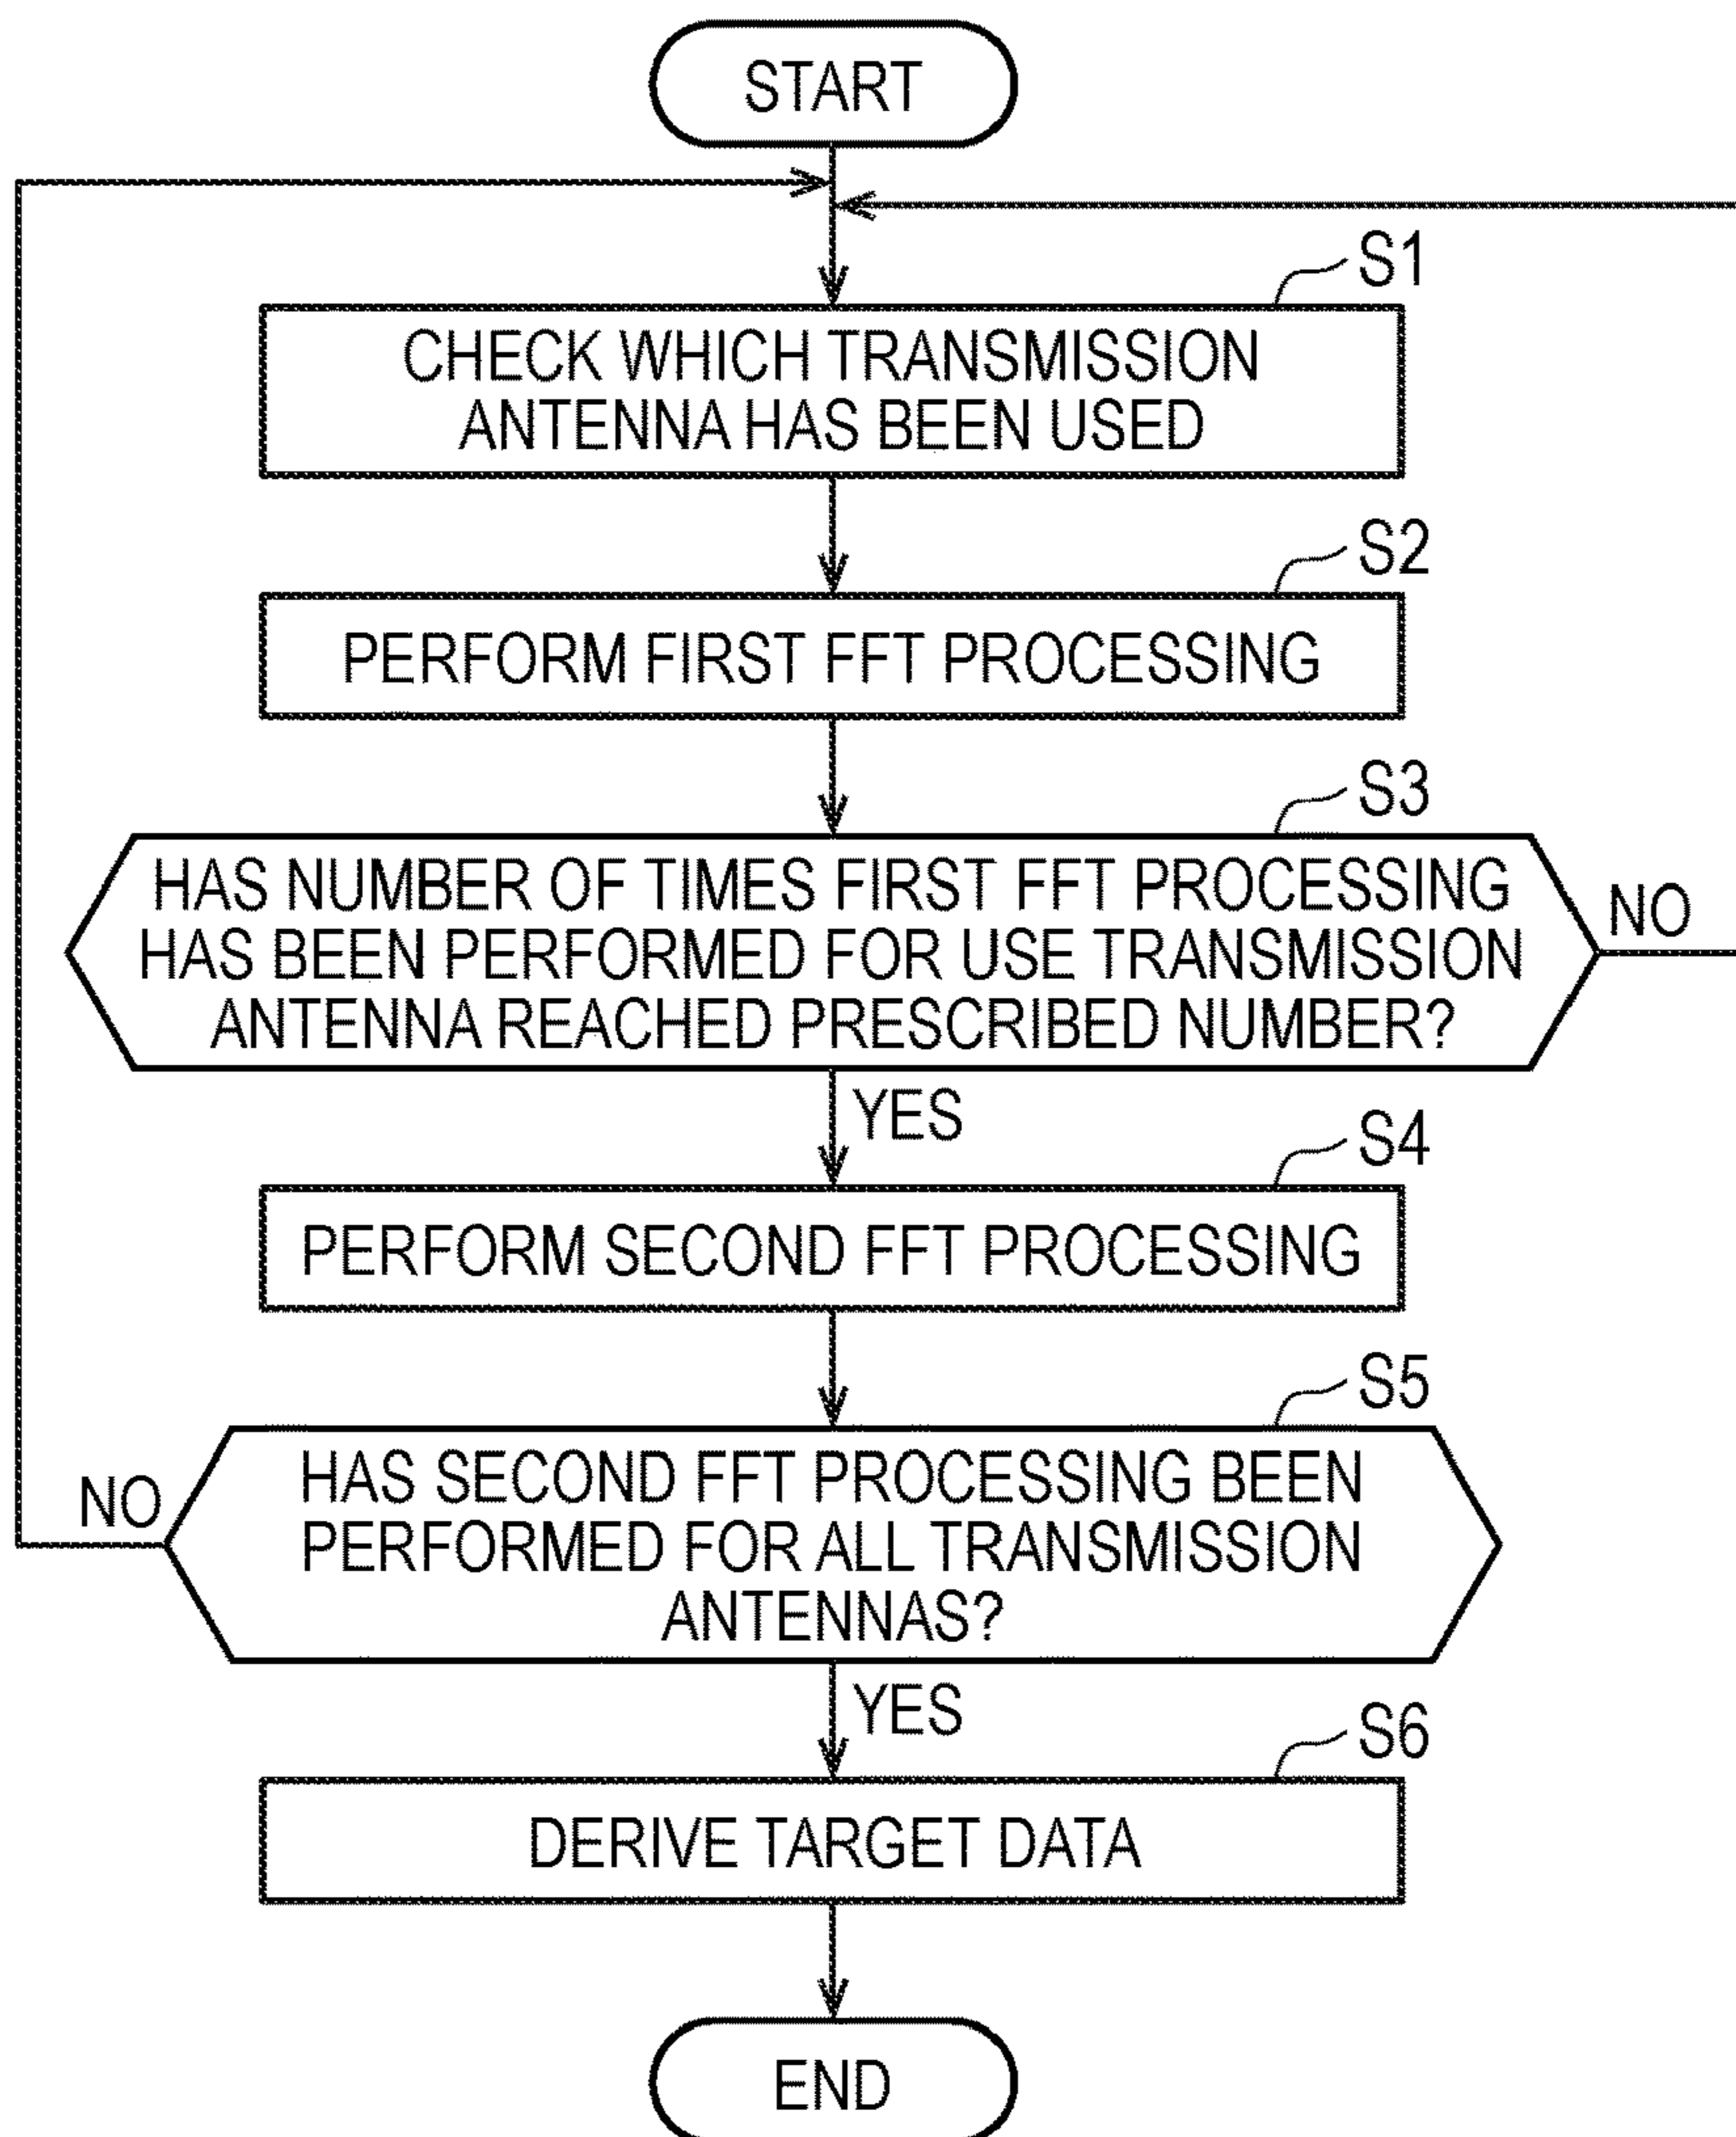 START
S1
CHECK WHICH TRANSMISSION
ANTENNA HAS BEEN USED
S2
PERFORM FIRST FFT PROCESSING
S3
HAS NUMBER OF TIMES FIRST FFT PROCESSING
HAS BEEN PERFORMED FOR USE TRANSMISSION
ANTENNA REACHED PRESCRIBED NUMBER?
NO
YES
S4
PERFORM SECOND FFT PROCESSING
S5
HAS SECOND FFT PROCESSING BEEN
PERFORMED FOR ALL TRANSMISSION
ANTENNAS?
NO
YES
S6
DERIVE TARGET DATA
END